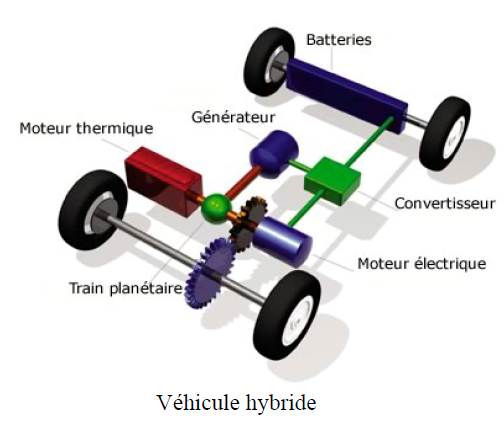 Batteries
Générateur
Moteur thermique
Convertisseur
Moteur électrique
Train planétaire
Véhicule hybride